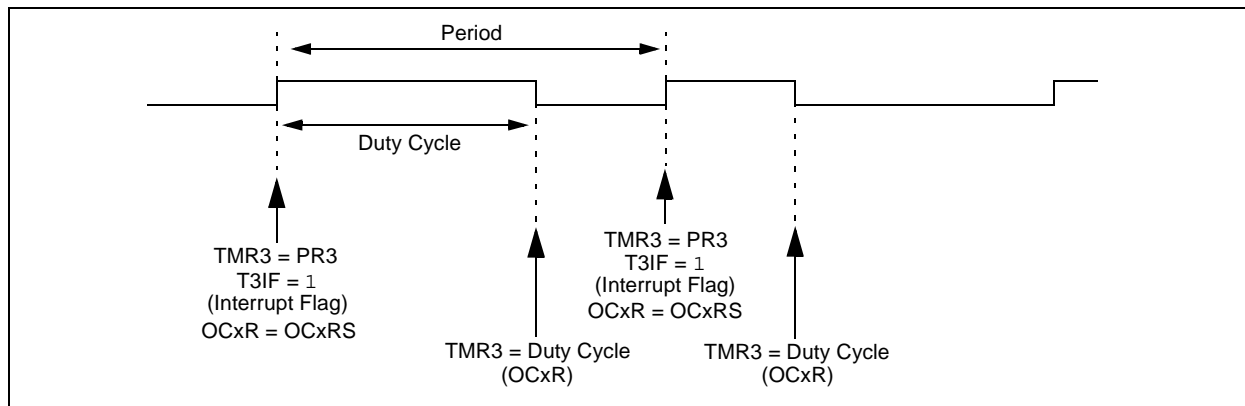 Period
Duty Cycle
TMR3 = PR3
T3IF = 1
(Interrupt Flag)
OCxR = OCxRS
TMR3 = Duty Cycle
(OCxR)
TMR3 = PR3
T3IF = 1
(Interrupt Flag)
OCxR = OCxRS
TMR3 = Duty Cycle
(OCxR)